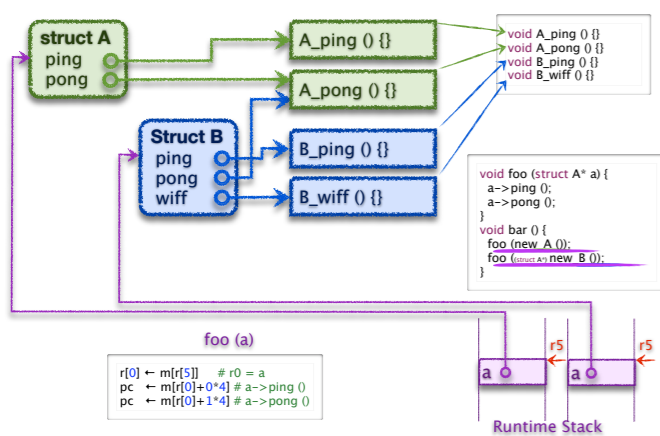 struct A
ping
pong
A_ping () {}
A_pong () {}
void A_ping () {}
void A_pong () {}
void B_ping () {}
void B_wiff () {}
Struct B
ping
pong
wiff
B_ping () {}
B_wiff () {}
void foo (struct A* a) {
a->ping ();
a->pong ();
}
void bar () {
foo (new_A ());
foo ((struct A*) new_B ());
}
foo (a)
r[0] ← m[r[5]] # r0 = a
pc ← m[r[0]+0*4] # a->ping ()
pc ← m[r[0]+1*4] # a->pong ()
r5
r5
a
a
Runtime Stack